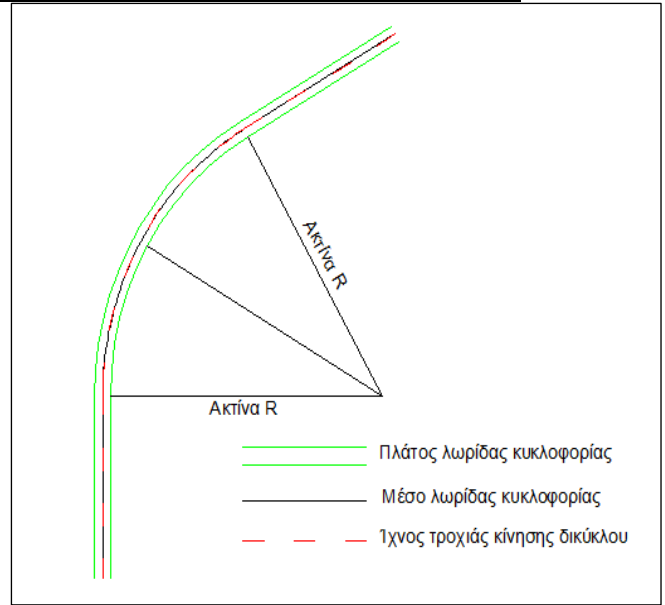 Ακτίνα R
Ακτίνα R
Πλάτος λωρίδας κυκλοφορίας
Μέσο λωρίδας κυκλοφορίας
Ίχνος τροχιάς κίνησης δικύκλου